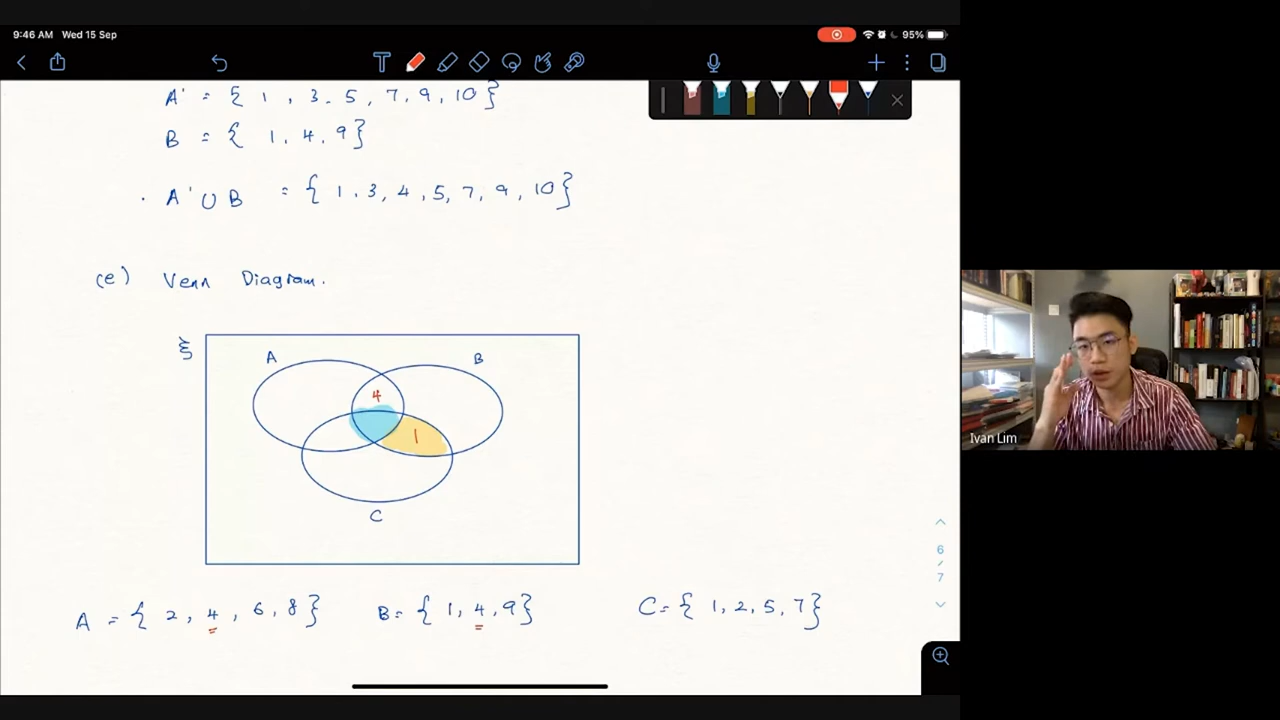 9:46 AM Wed 15 Sep
95%
A' = { 1, 3, 5, 7, 9, 10 }
B = { 1, 4, 9 }
A' ∪ B = { 1, 3, 4, 5, 7, 9, 10 }
(e) Venn Diagram.
ξ
A
B
4
1
C
A = { 2, 4, 6, 8 } B = { 1, 4, 9 } C = { 1, 2, 5, 7 }
6
/
7
Ivan Lim